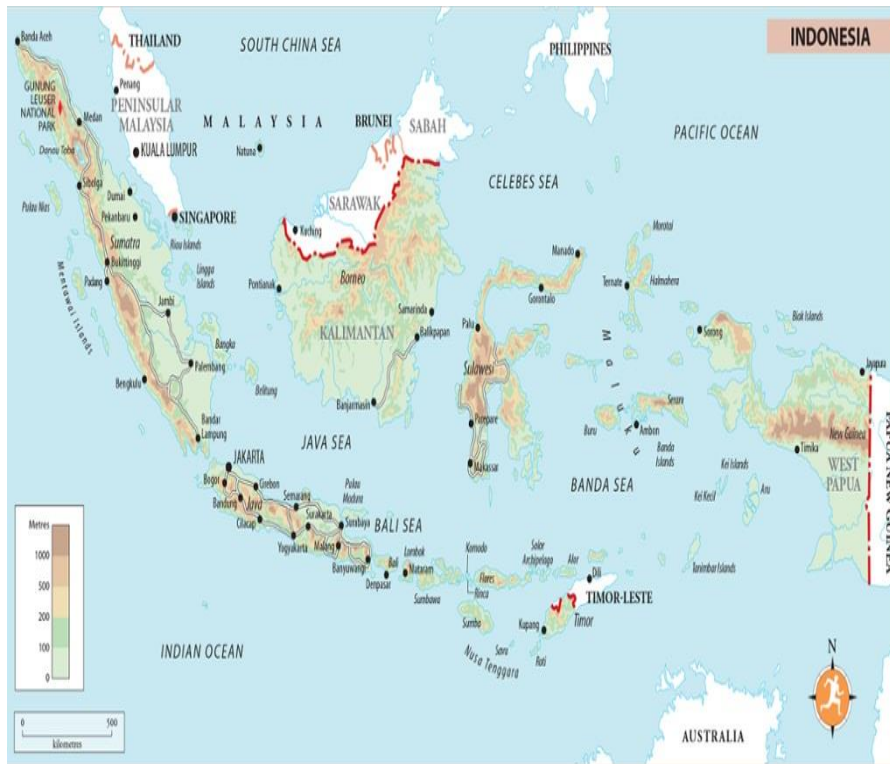 INDONESIA
Banda Aceh
THAILAND
SOUTH CHINA SEA
PHILIPPINES
Penang
GUNUNG
LEUSER
NATIONAL
PARK
PENINSULAR
MALAYSIA
Medan
MALAYSIA
BRUNEI
SABAH
PACIFIC OCEAN
Danau Toba
KUALA LUMPUR
Natuna
CELEBES SEA
Sibolga
Dumai
SARAWAK
Pulau Nias
Pekanbaru
SINGAPORE
Kuching
Morotai
Sumatra
Riau Islands
Manado
Bukittinggi
Lingga
Islands
Borneo
Ternate
Halmahera
Padang
Pontianak
Gorontalo
Mentawai Islands
Jambi
Samarinda
Biak Islands
KALIMANTAN
Palu
Sorong
Bangka
Balikpapan
Maluku
Palembang
Sulawesi
Jayapura
Bengkulu
Belitung
Banjarmasin
Parepare
Seram
Buru
Ambon
New Guinea
Bandar
Lampung
JAVA SEA
Banda
Islands
Timika
JAKARTA
Makassar
Kei Islands
WEST
PAPUA
PAPUA NEW GUINEA
Bogor
Cirebon
Pulau
Madura
BANDA SEA
Kei Kecil
Aru
Bandung
Java
Semarang
Surakarta
Surabaya
BALI SEA
Cilacap
Yogyakarta
Malang
Lombok
Komodo
Solor
Archipelago
Alor
Tanimbar Islands
Banyuwangi
Bali
Mataram
Flores
Dili
Denpasar
Sumbawa
Rinca
TIMOR-LESTE
Sumba
Kupang
Timor
Nusa Tenggara
Savu
Roti
INDIAN OCEAN
AUSTRALIA
N
Metres
1000
500
200
100
0
0
500
kilometres